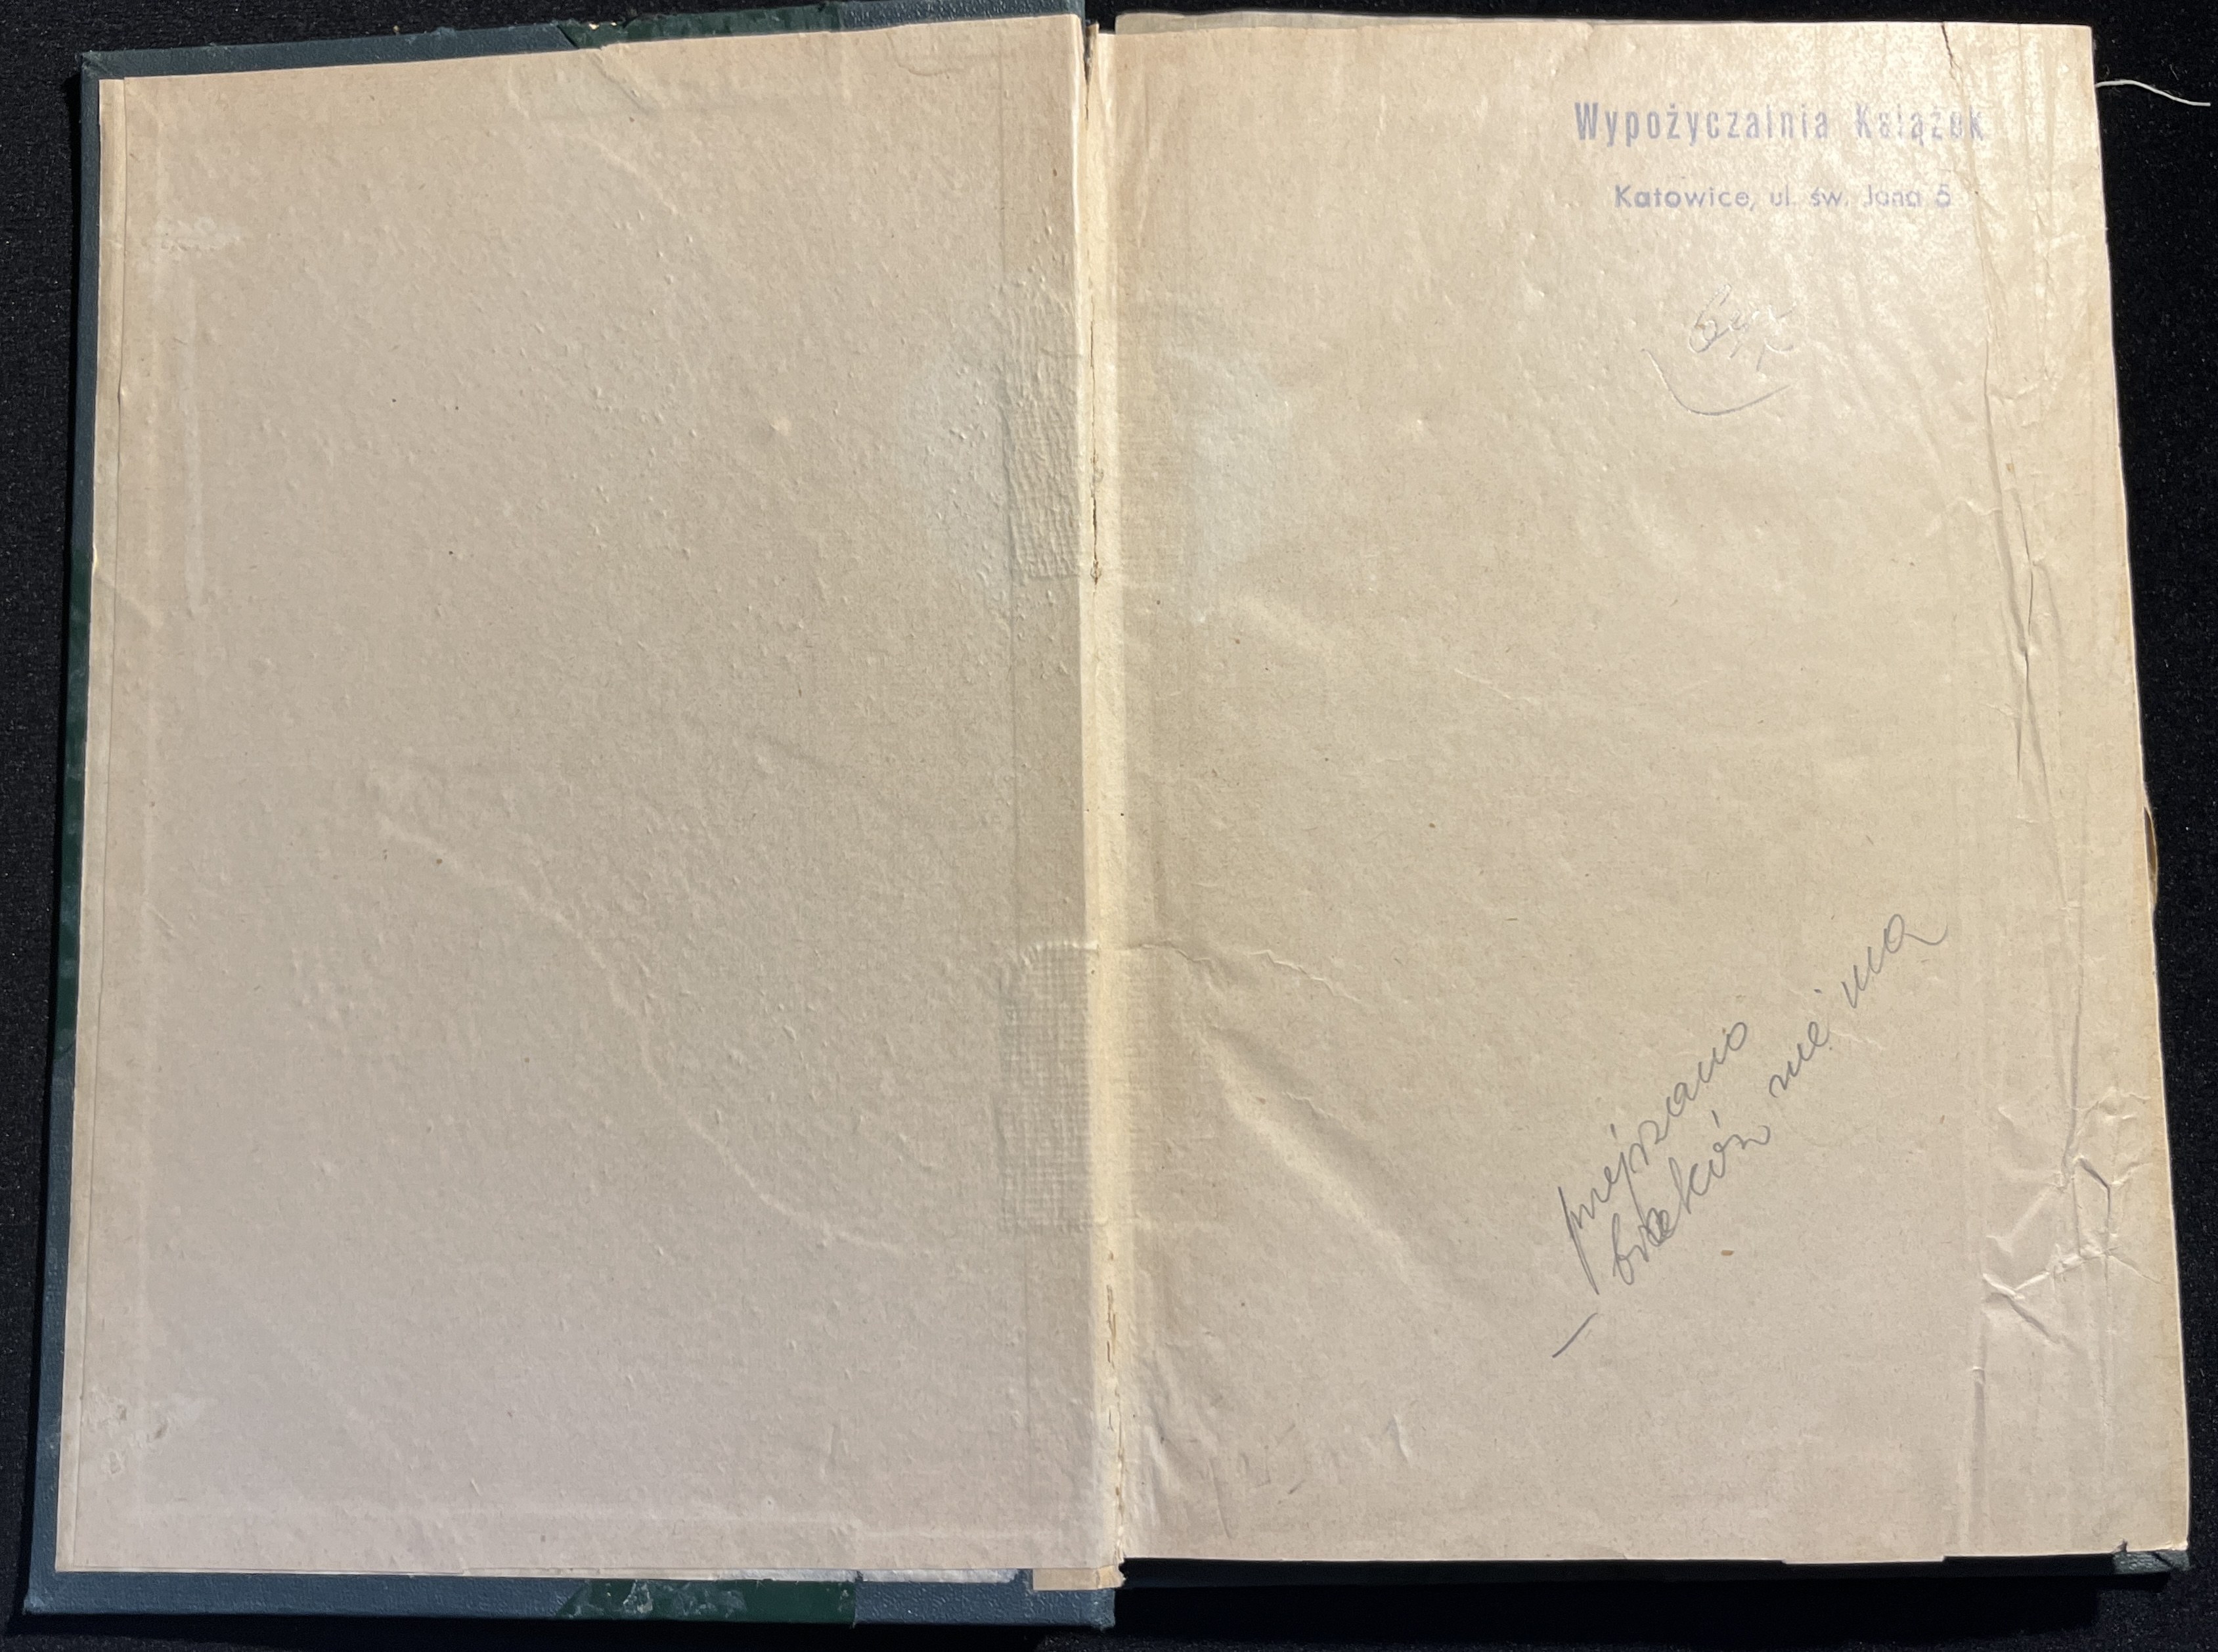 Wypożyczalnia Książek
Katowice, ul. św. Jana 5
przejrzano
braków nie ma